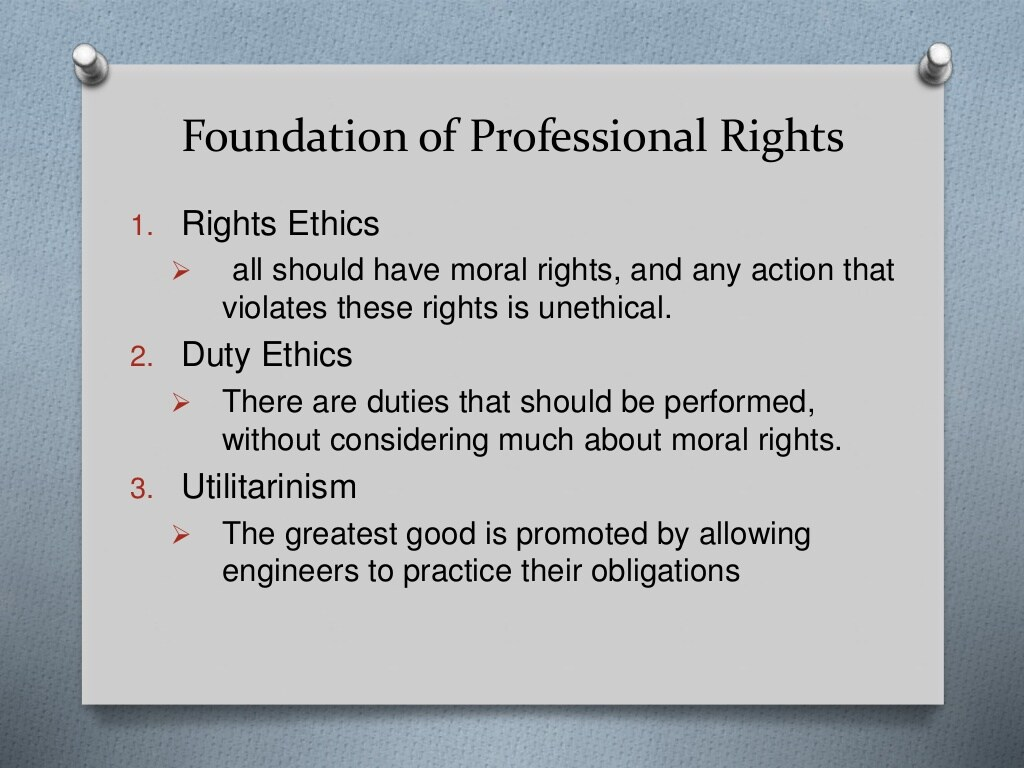 Foundation of Professional Rights
1. Rights Ethics
➢ all should have moral rights, and any action that
violates these rights is unethical.
2. Duty Ethics
➢ There are duties that should be performed,
without considering much about moral rights.
3. Utilitarinism
➢ The greatest good is promoted by allowing
engineers to practice their obligations